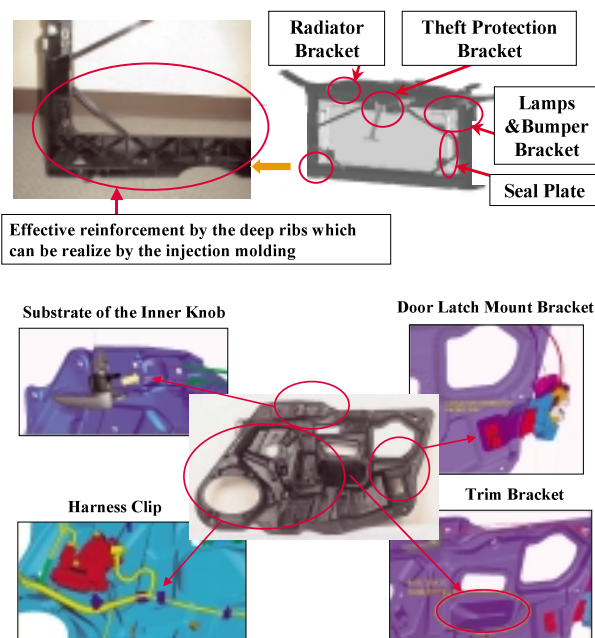 Radiator
Bracket
Theft Protection
Bracket
Lamps
&Bumper
Bracket
Seal Plate
Effective reinforcement by the deep ribs which
can be realize by the injection molding
Substrate of the Inner Knob
Door Latch Mount Bracket
Harness Clip
Trim Bracket